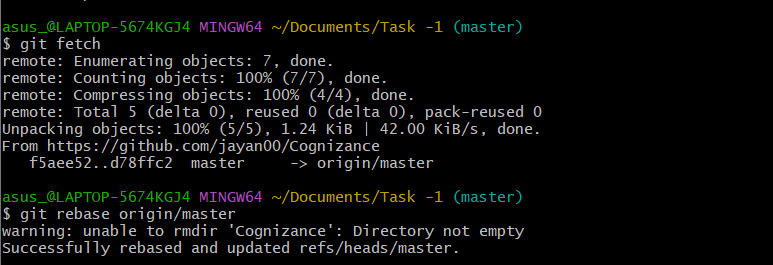 asus_@LAPTOP-5674KGJ4 MINGW64 ~/Documents/Task -1 (master)
$ git fetch
remote: Enumerating objects: 7, done.
remote: Counting objects: 100% (7/7), done.
remote: Compressing objects: 100% (4/4), done.
remote: Total 5 (delta 0), reused 0 (delta 0), pack-reused 0
Unpacking objects: 100% (5/5), 1.24 KiB | 42.00 KiB/s, done.
From https://github.com/jayan00/Cognizance
   f5aee52..d78ffc2  master     -> origin/master
asus_@LAPTOP-5674KGJ4 MINGW64 ~/Documents/Task -1 (master)
$ git rebase origin/master
warning: unable to rmdir 'Cognizance': Directory not empty
Successfully rebased and updated refs/heads/master.